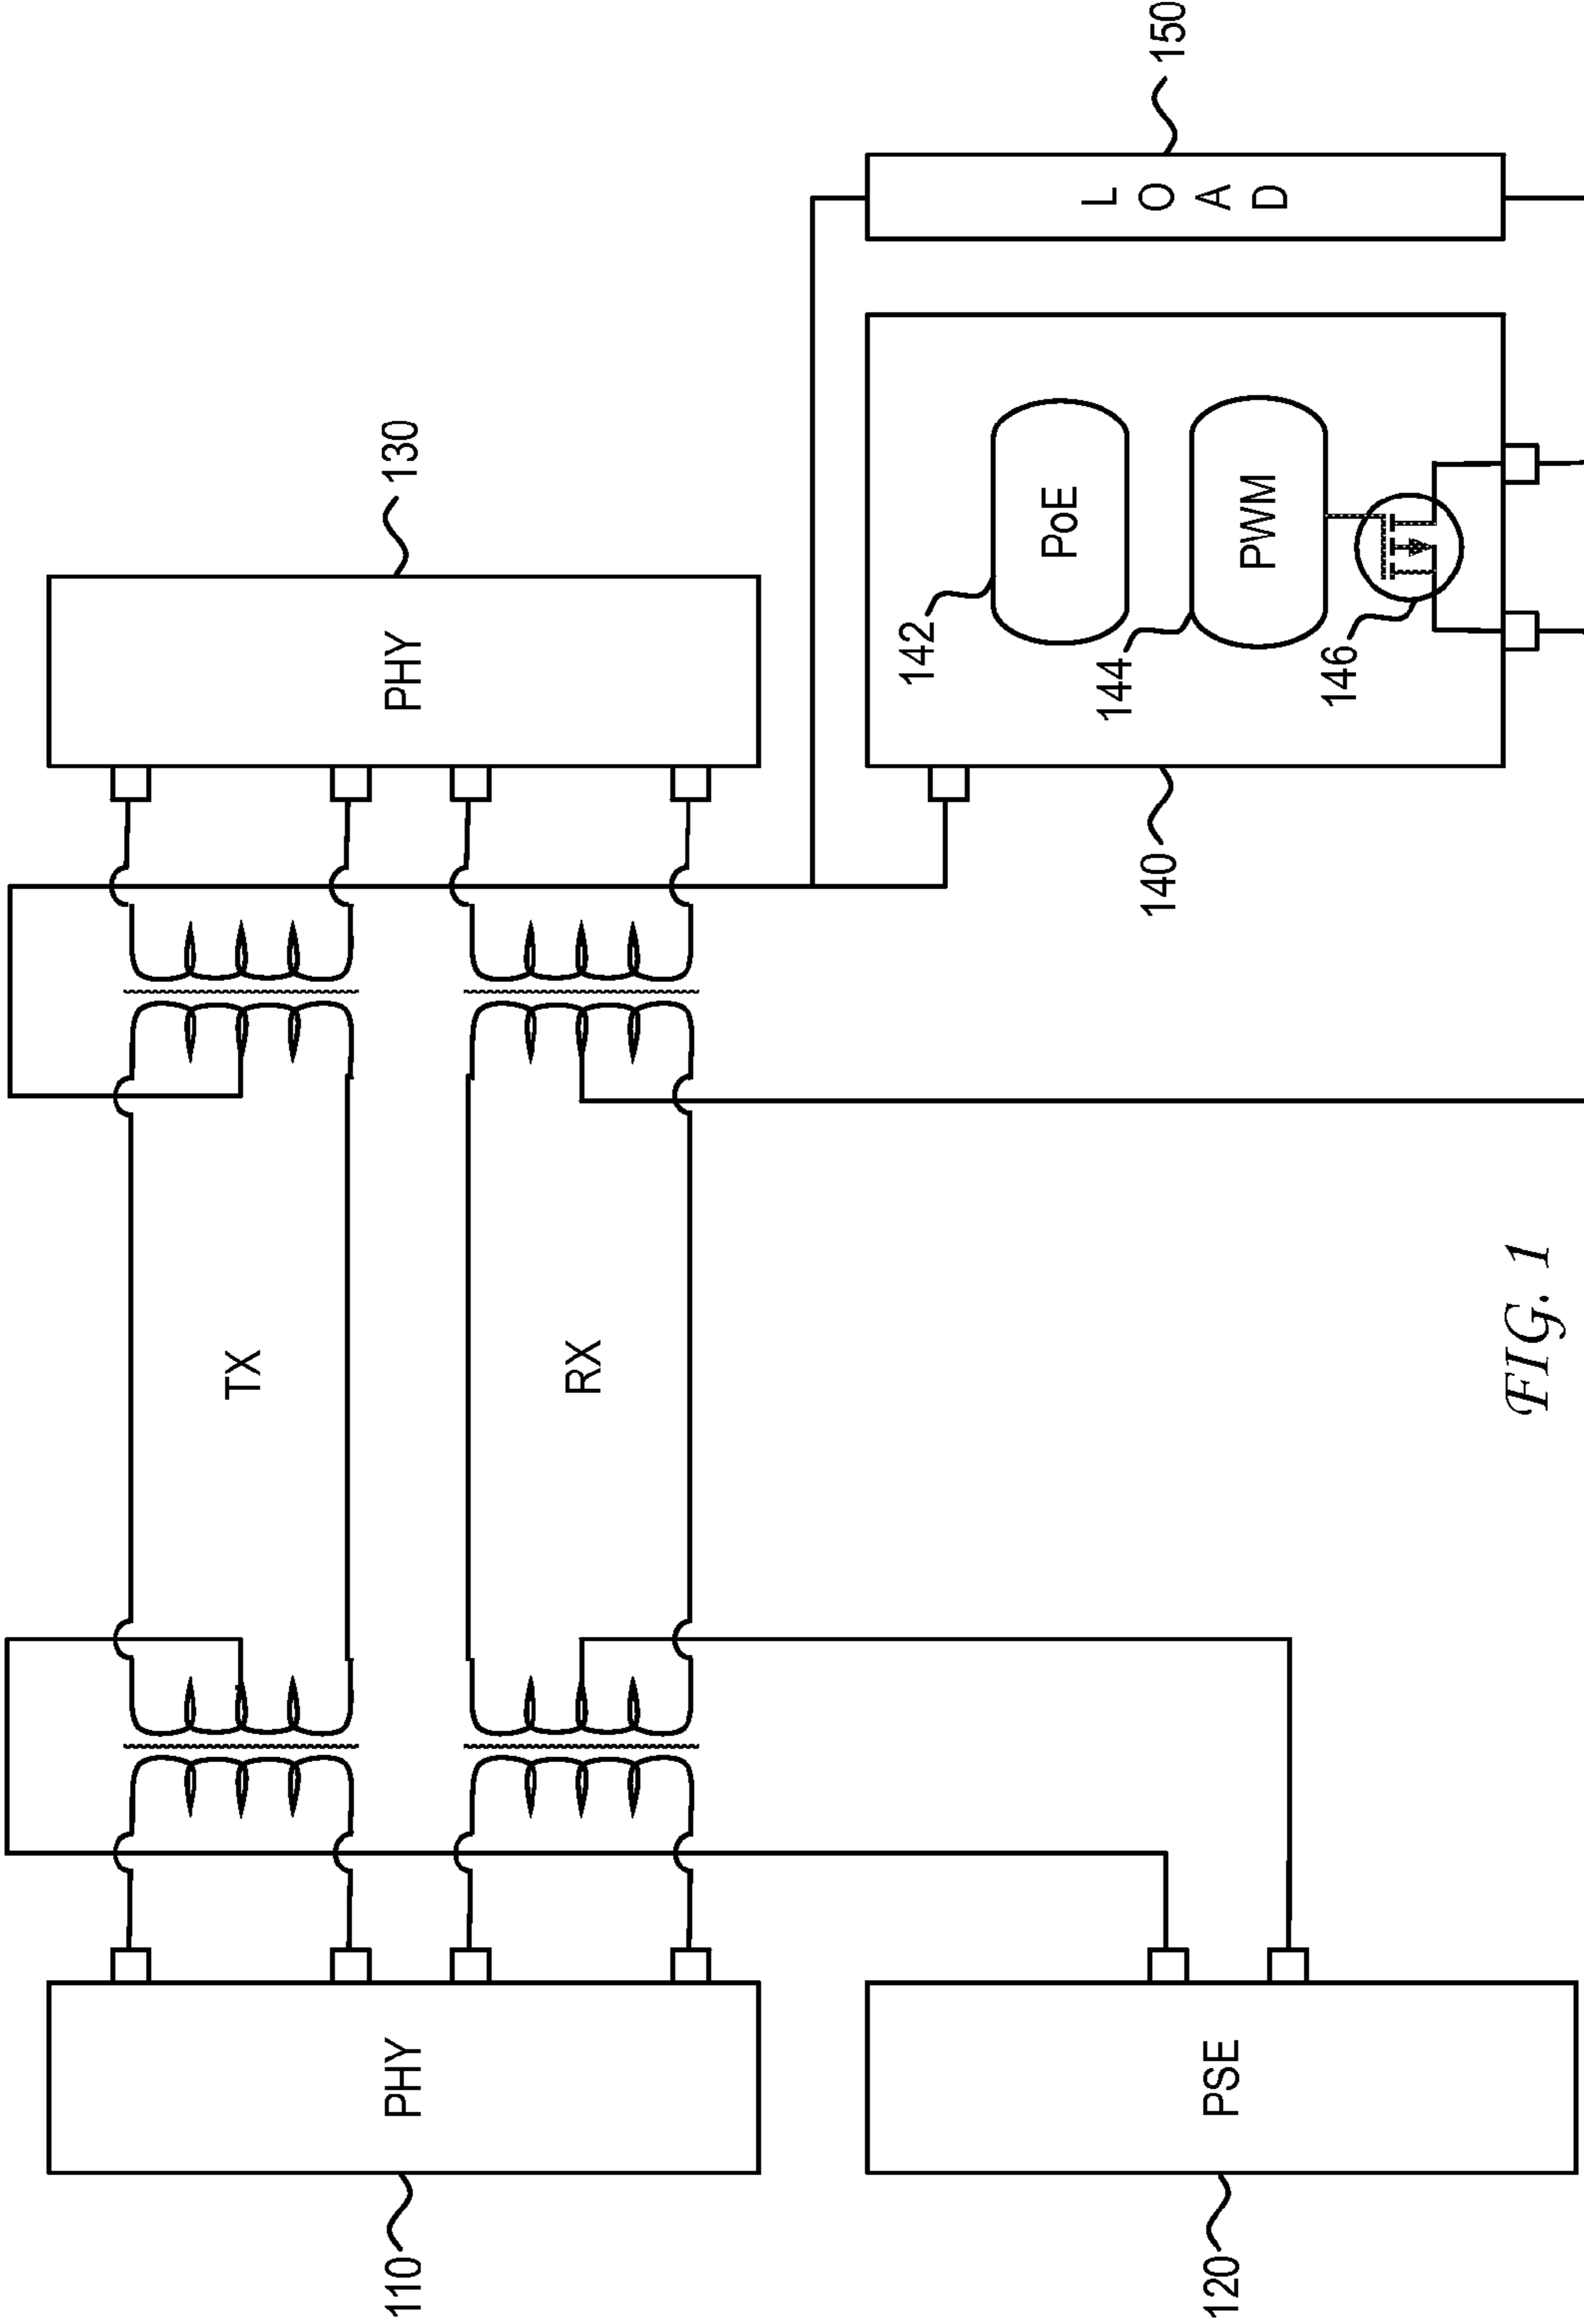 110
PHY
TX
RX
PHY
130
120
PSE
140
142
PoE
144
PWM
146
LOAD
150
FIG. 1